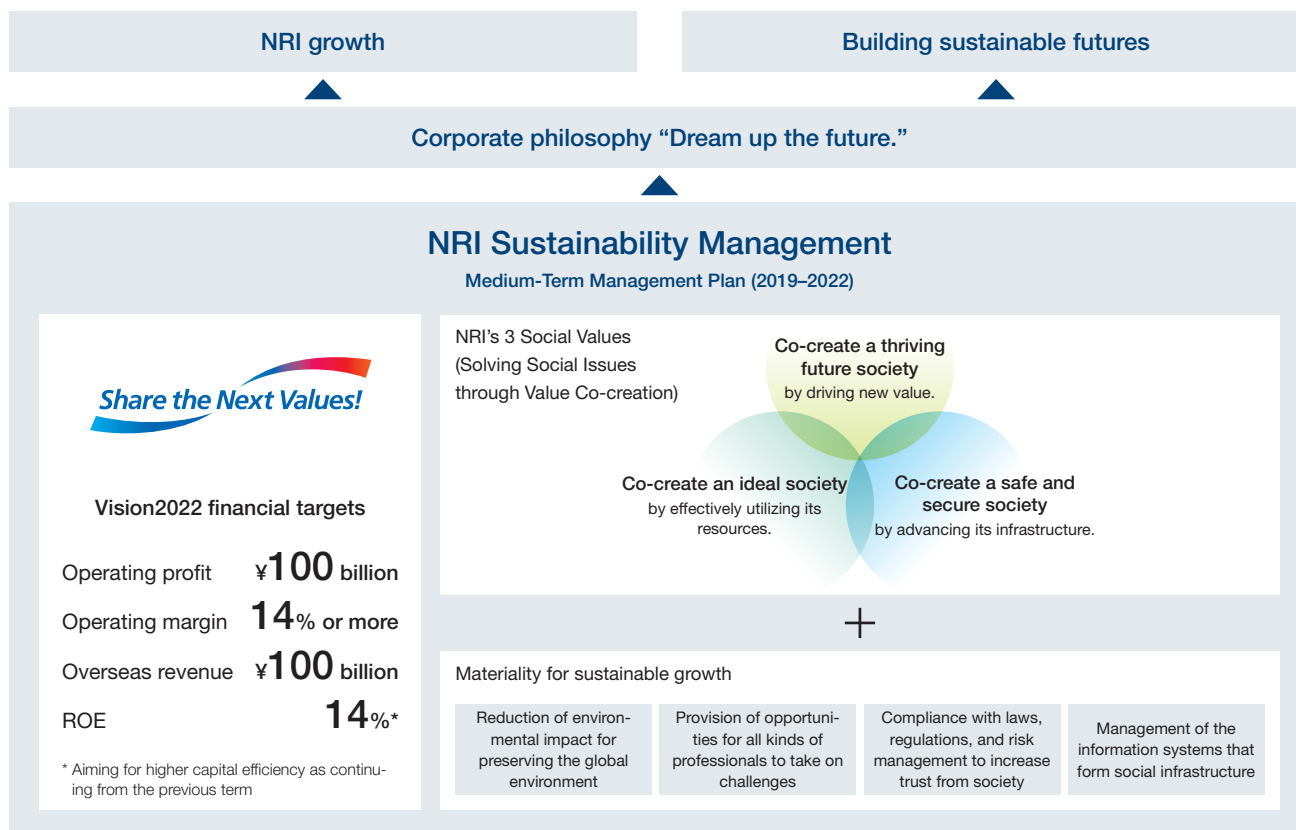 NRI growth
Building sustainable futures
Corporate philosophy “Dream up the future.”
NRI Sustainability Management
Medium-Term Management Plan (2019–2022)
Share the Next Values!
Vision2022 financial targets
Operating profit ¥100 billion
Operating margin 14% or more
Overseas revenue ¥100 billion
ROE 14%*
* Aiming for higher capital efficiency as continu-
ing from the previous term
NRI’s 3 Social Values
(Solving Social Issues
through Value Co-creation)
Co-create a thriving
future society
by driving new value.
Co-create an ideal society
by effectively utilizing its
resources.
Co-create a safe and
secure society
by advancing its infrastructure.
+
Materiality for sustainable growth
Reduction of environ-
mental impact for
preserving the global
environment
Provision of opportuni-
ties for all kinds of
professionals to take on
challenges
Compliance with laws,
regulations, and risk
management to increase
trust from society
Management of the
information systems that
form social infrastructure